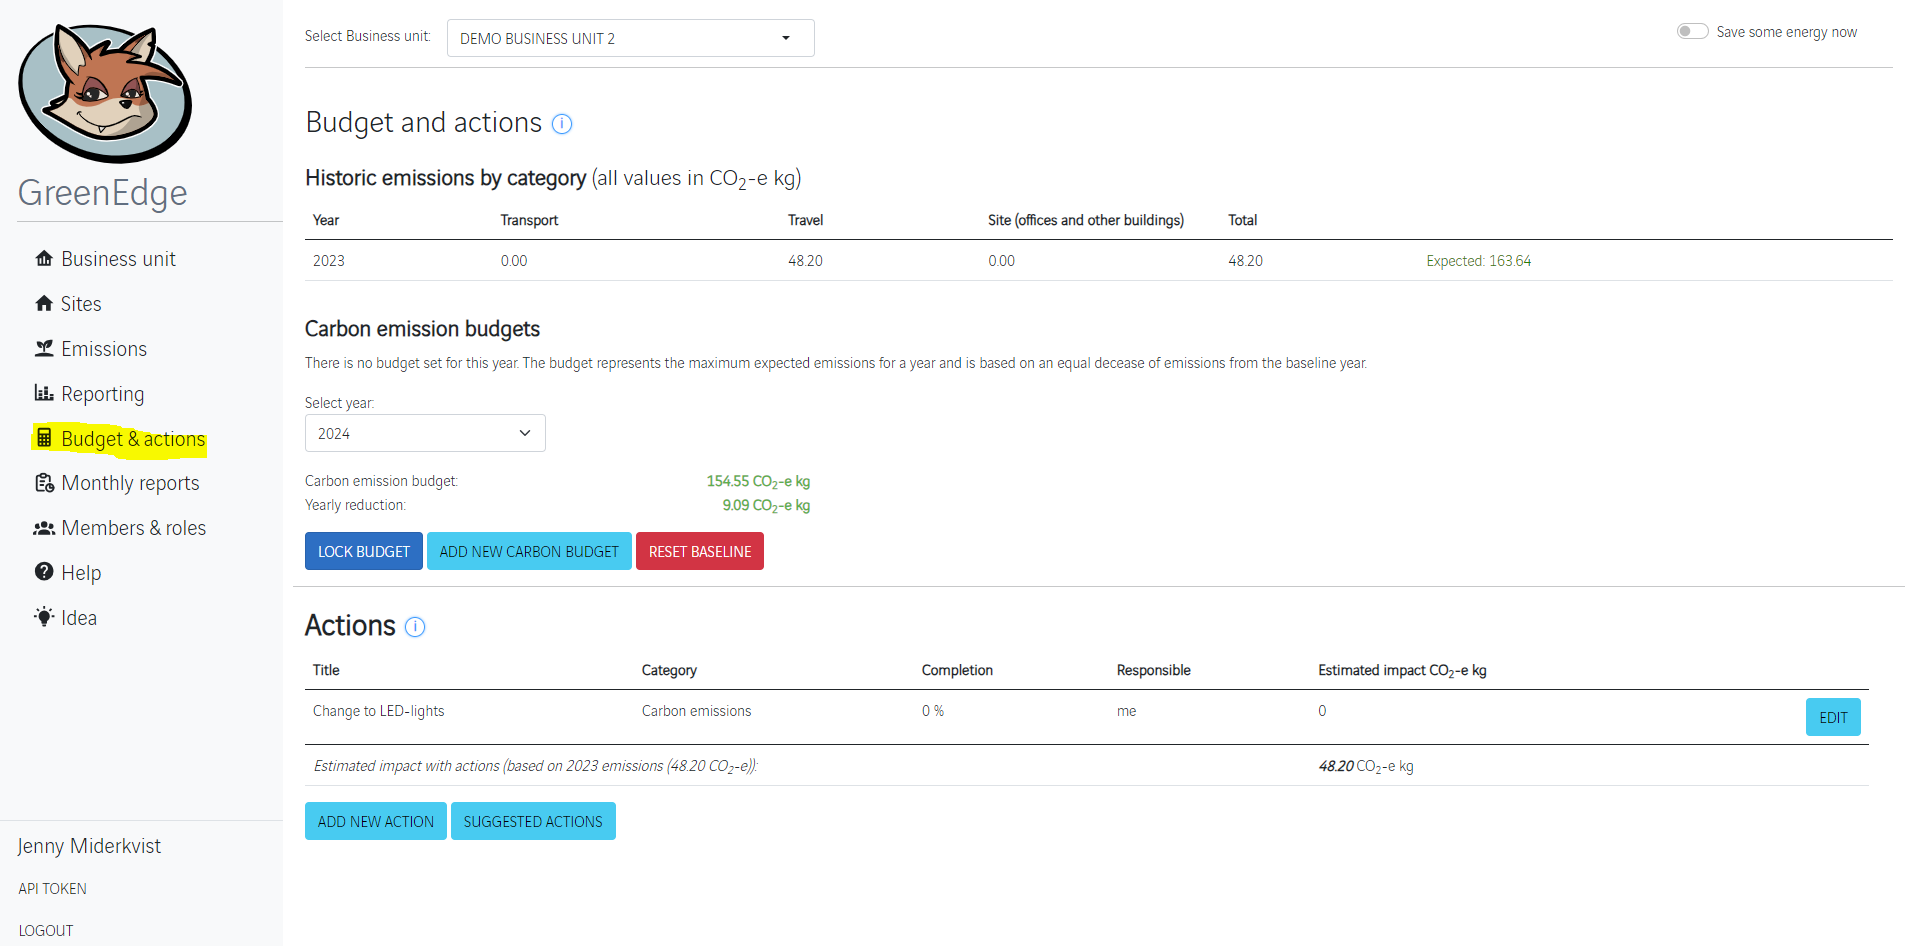 GreenEdge
Business unit
Sites
Emissions
Reporting
Budget & actions
Monthly reports
Members & roles
Help
Idea
Jenny Miderkvist
API TOKEN
LOGOUT
Select Business unit: DEMO BUSINESS UNIT 2
Save some energy now
Budget and actions
Historic emissions by category (all values in CO2-e kg)
Year Transport Travel Site (offices and other buildings) Total
2023 0.00 48.20 0.00 48.20 Expected: 163.64
Carbon emission budgets
There is no budget set for this year. The budget represents the maximum expected emissions for a year and is based on an equal decease of emissions from the baseline year.
Select year:
2024
Carbon emission budget: 154.55 CO2-e kg
Yearly reduction: 9.09 CO2-e kg
LOCK BUDGET ADD NEW CARBON BUDGET RESET BASELINE
Actions
Title Category Completion Responsible Estimated impact CO2-e kg
Change to LED-lights Carbon emissions 0 % me 0 EDIT
Estimated impact with actions (based on 2023 emissions (48.20 CO2-e)): 48.20 CO2-e kg
ADD NEW ACTION SUGGESTED ACTIONS